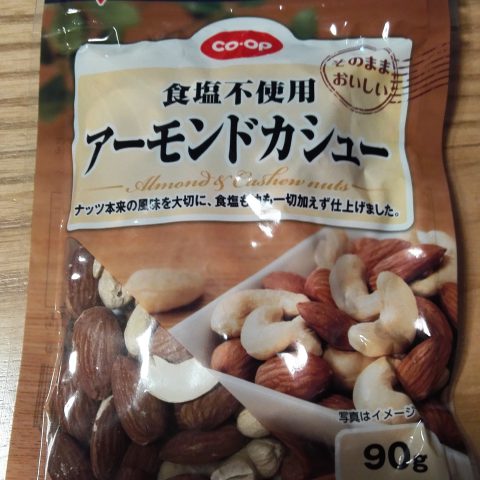 CO-OP
そのまま
おいしい
食塩不使用
アーモンドカシュー
Almond & Cashew nuts
ナッツ本来の風味を大切に、食塩も油も一切加えず仕上げました。
写真はイメージ
90g